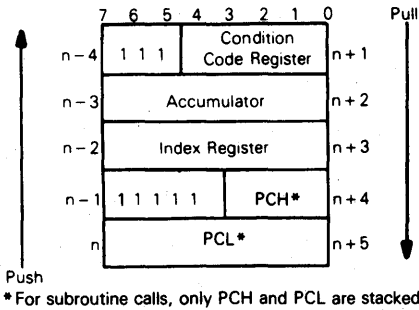 7 6 5 4 3 2 1 0 Pull
n-4 1 1 1 Condition Code Register n+1
n-3 Accumulator n+2
n-2 Index Register n+3
n-1 1 1 1 1 1 PCH* n+4
n PCL* n+5
Push
*For subroutine calls, only PCH and PCL are stacked